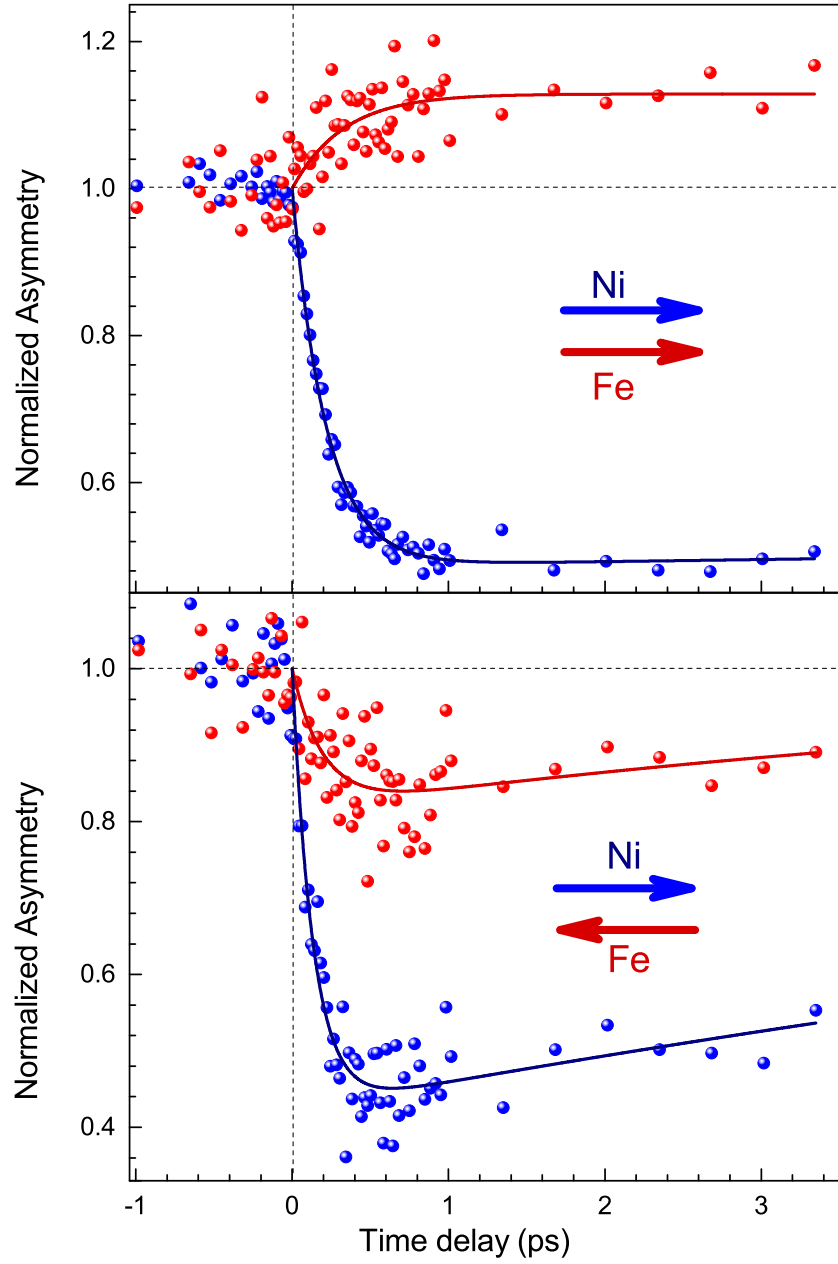 1.2
1.0
0.8
0.6
Normalized Asymmetry
Ni
Fe
1.0
0.8
0.6
0.4
Normalized Asymmetry
Ni
Fe
-1 0 1 2 3
Time delay (ps)